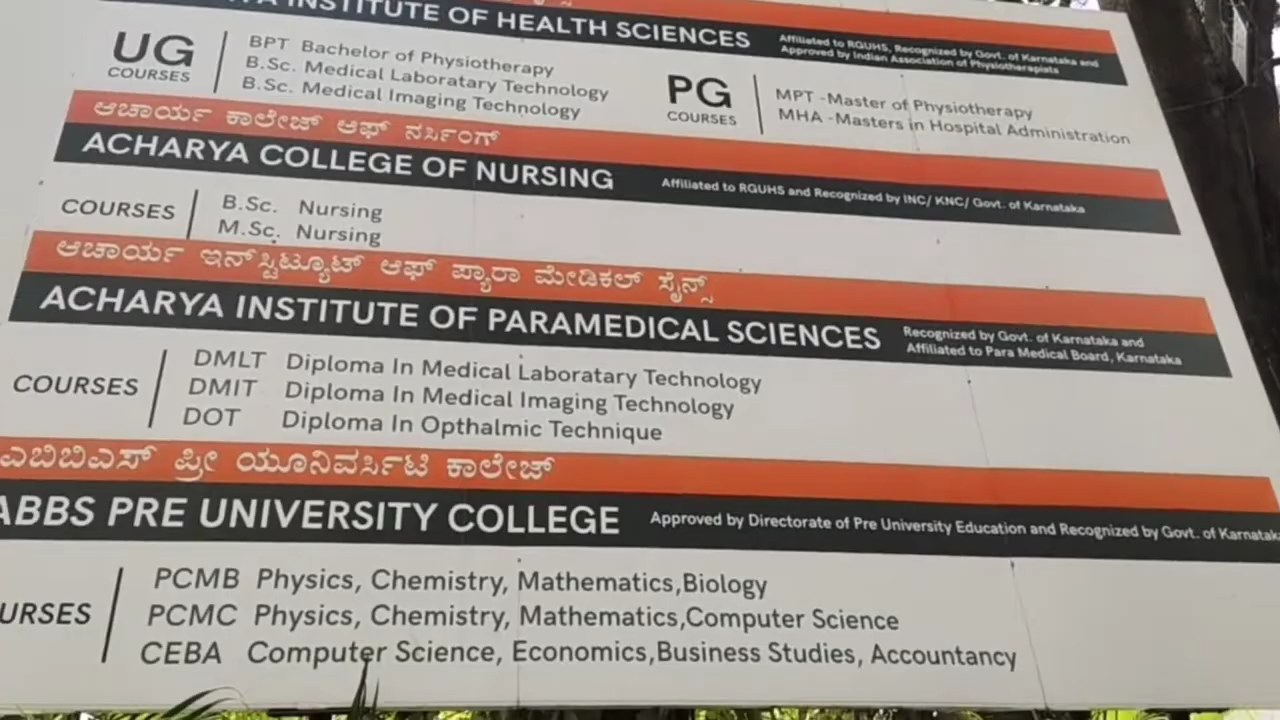 INSTITUTE OF HEALTH SCIENCES
Affiliated to RGUHS, Recognized by Govt. of Karnataka and
Approved by Indian Association of Physiotherapists
UG
COURSES
BPT Bachelor of Physiotherapy
B.Sc. Medical Laboratary Technology
B.Sc. Medical Imaging Technology
PG
COURSES
MPT -Master of Physiotherapy
MHA -Masters in Hospital Administration
ಆಚಾರ್ಯ ಕಾಲೇಜ್ ಆಫ್ ನರ್ಸಿಂಗ್
ACHARYA COLLEGE OF NURSING
Affiliated to RGUHS and Recognized by INC/ KNC/ Govt. of Karnataka
COURSES
B.Sc. Nursing
M.Sc. Nursing
ಆಚಾರ್ಯ ಇನ್‌ಸ್ಟಿಟ್ಯೂಟ್ ಆಫ್ ಪ್ಯಾರಾ ಮೇಡಿಕಲ್ ಸೈನ್ಸ್
ACHARYA INSTITUTE OF PARAMEDICAL SCIENCES
Recognized by Govt. of Karnataka and
Affiliated to Para Medical Board, Karnataka
COURSES
DMLT Diploma In Medical Laboratary Technology
DMIT Diploma In Medical Imaging Technology
DOT Diploma In Opthalmic Technique
ಎಬಿಬಿಎಸ್ ಪ್ರೀ ಯೂನಿವರ್ಸಿಟಿ ಕಾಲೇಜ್
ABBS PRE UNIVERSITY COLLEGE
Approved by Directorate of Pre University Education and Recognized by Govt. of Karnatak
URSES
PCMB Physics, Chemistry, Mathematics,Biology
PCMC Physics, Chemistry, Mathematics,Computer Science
CEBA Computer Science, Economics,Business Studies, Accountancy